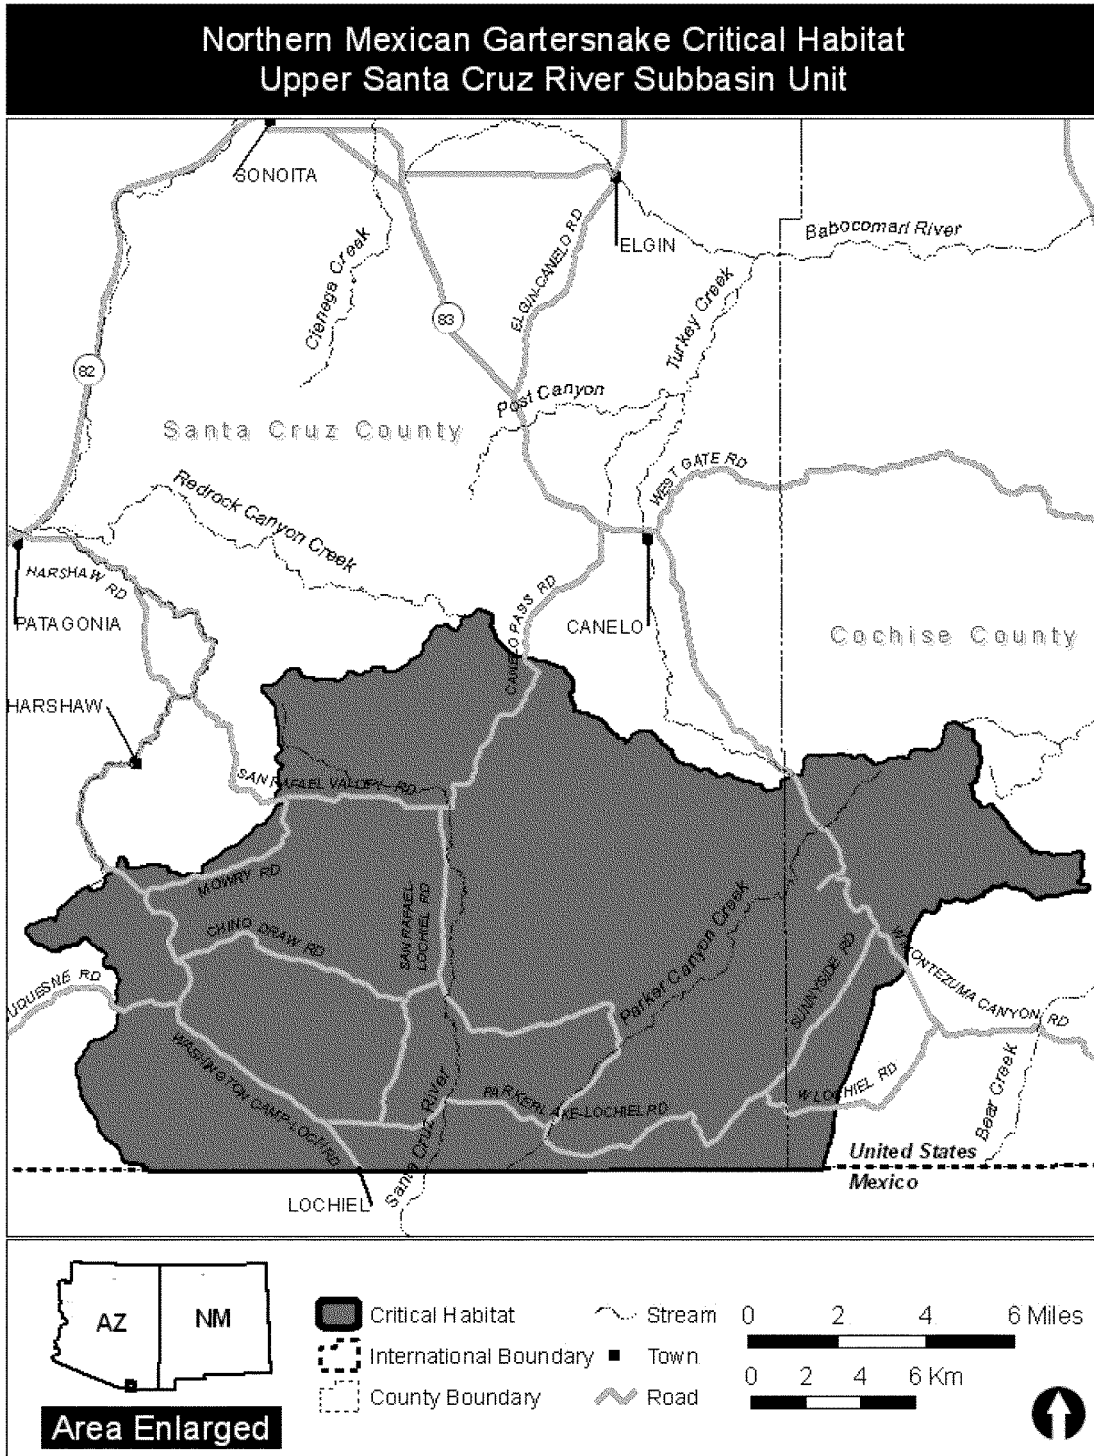 Northern Mexican Gartersnake Critical Habitat
Upper Santa Cruz River Subbasin Unit
SONOITA
ELGIN
Babocomari River
Cienega Creek
ELGIN-CANELO RD
Turkey Creek
83
82
Post Canyon
Santa Cruz County
WEST GATE RD
Redrock Canyon Creek
HARSHAW RD
PATAGONIA
CANELO PASS RD
CANELO
Cochise County
HARSHAW
SAN RAFAEL VALLEY RD
MOWRY RD
SAN RAFAEL-
LOCHIEL RD
CHINO DRAW RD
Parker Canyon Creek
SUNNYSIDE RD
W MONTEZUMA CANYON RD
UQUESNE RD
WASHINGTON CAMP-LOCH RD
Santa Cruz River
PARKERLAKE-LOCHIEL RD
W LOCHIEL RD
Bear Creek
United States
Mexico
LOCHIEL
AZ
NM
Area Enlarged
Critical Habitat
International Boundary
County Boundary
Stream
Town
Road
0 2 4 6 Miles
0 2 4 6 Km